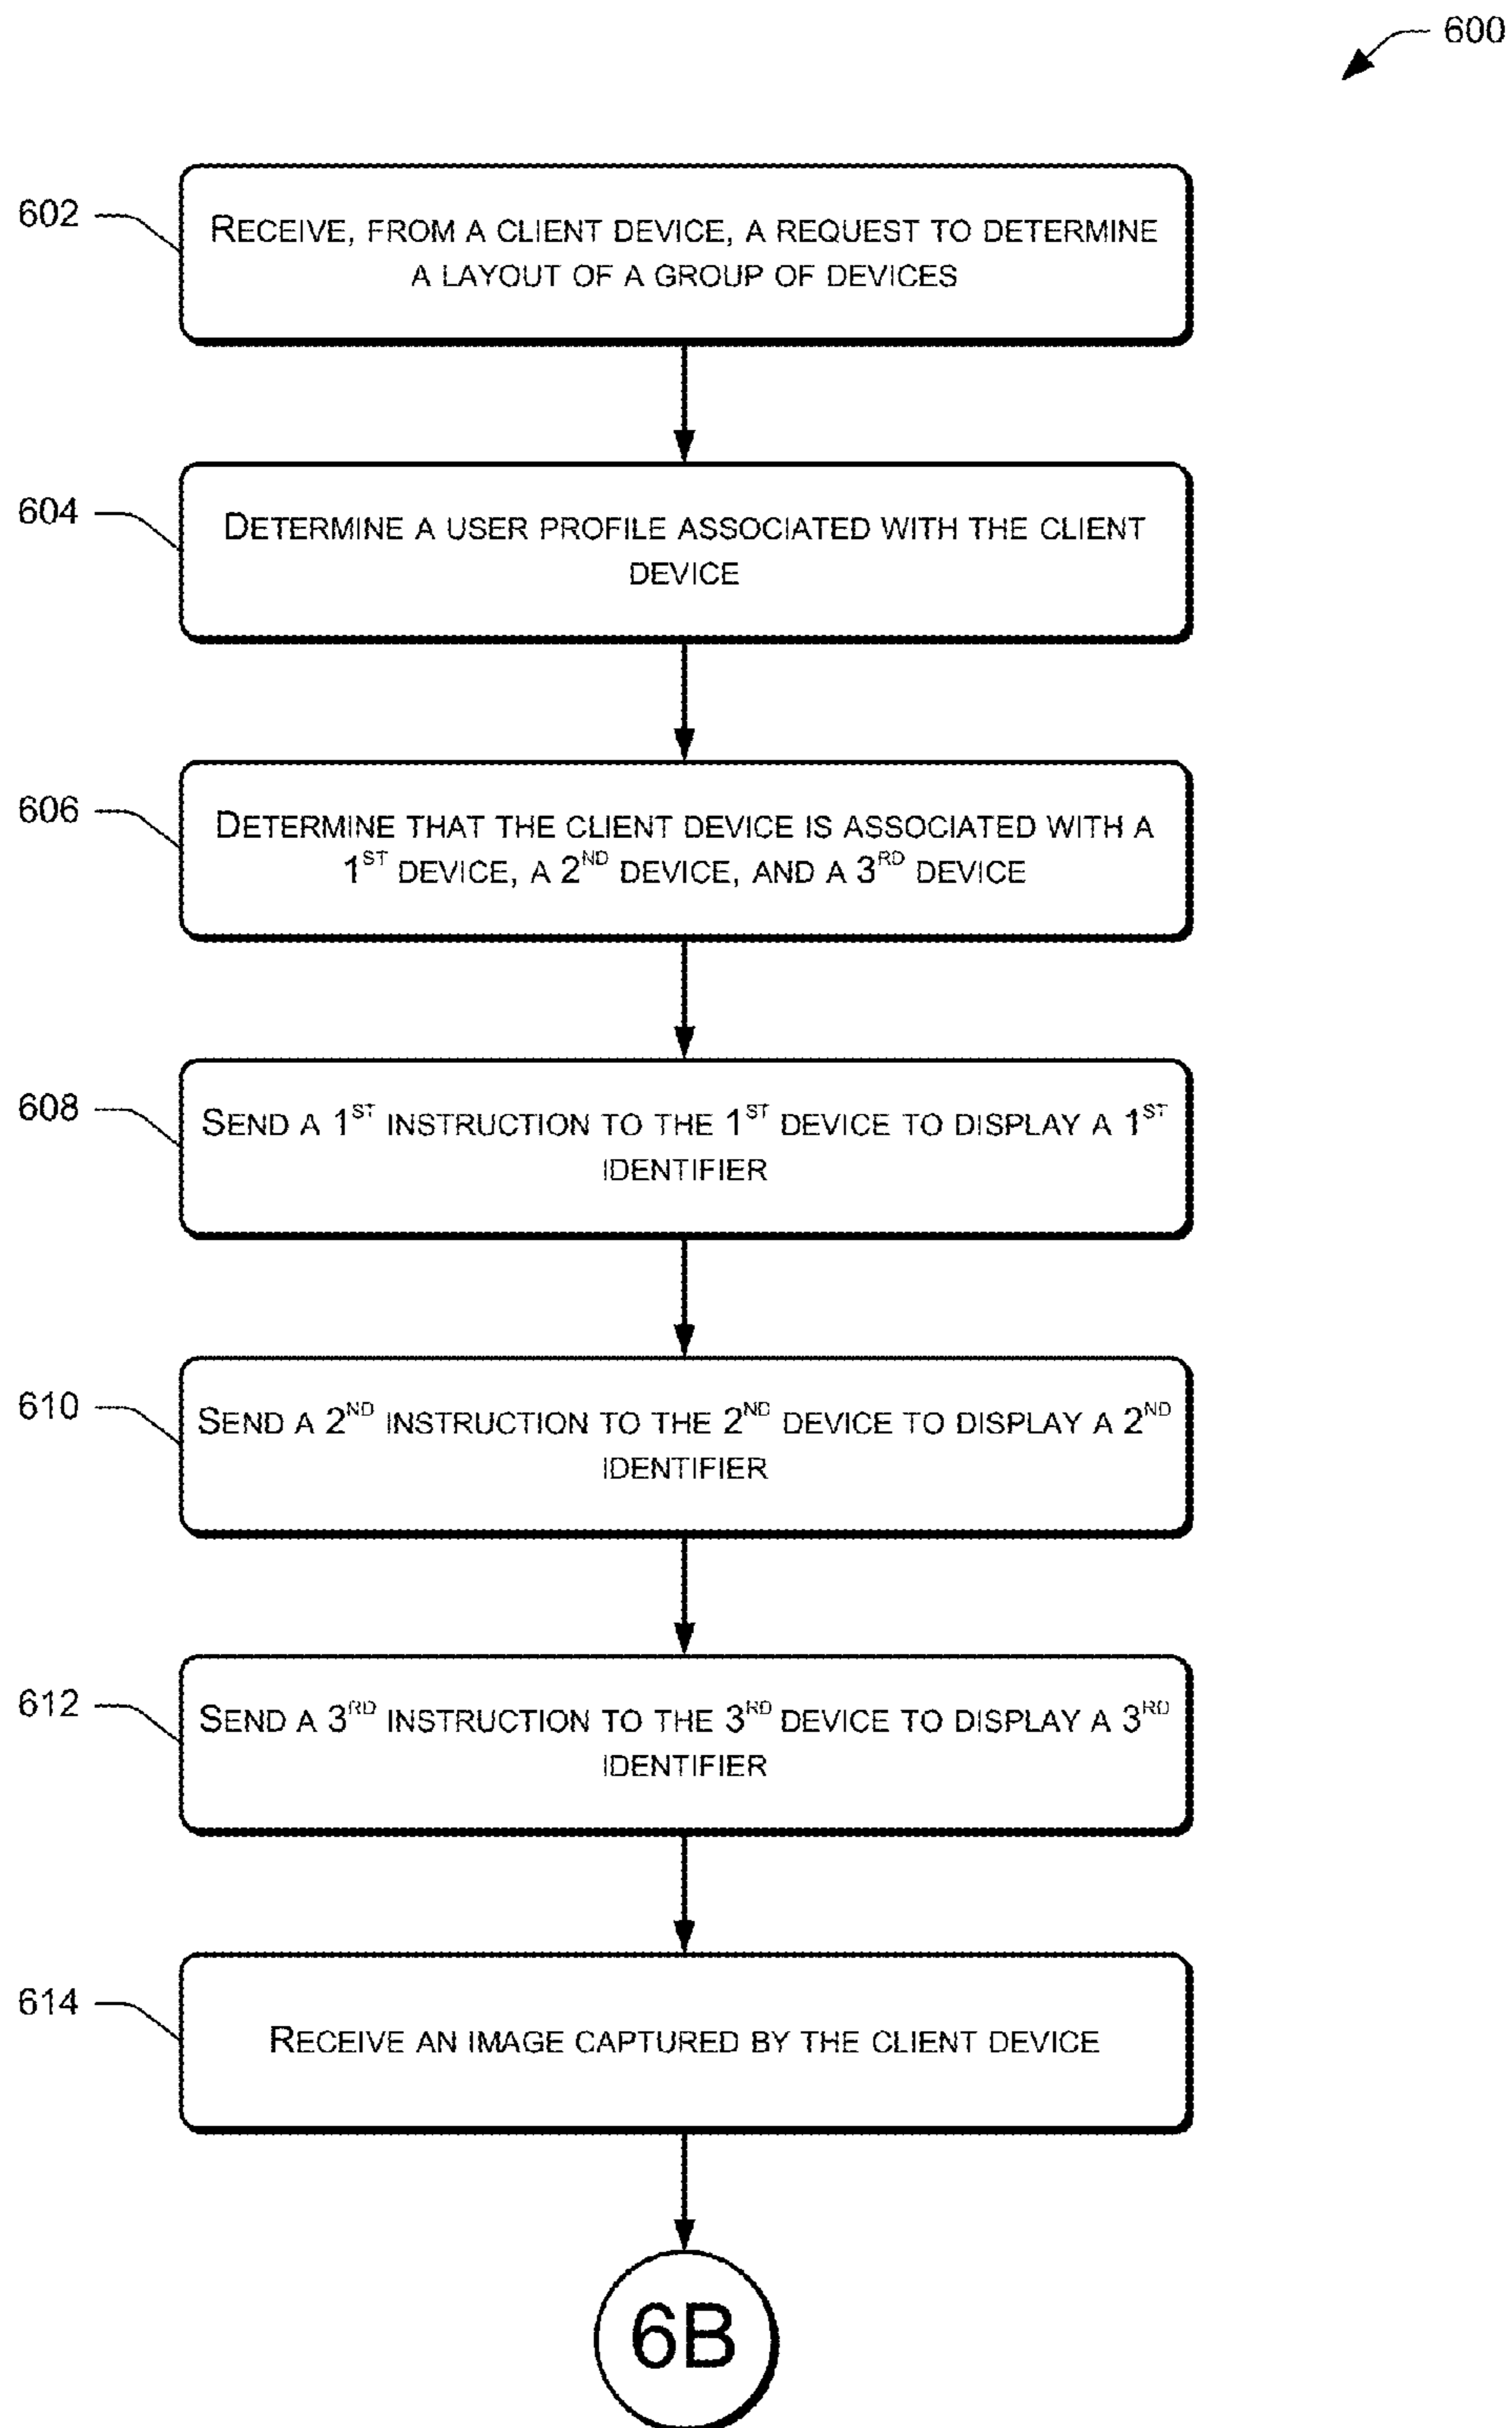 600
602
RECEIVE, FROM A CLIENT DEVICE, A REQUEST TO DETERMINE
A LAYOUT OF A GROUP OF DEVICES
604
DETERMINE A USER PROFILE ASSOCIATED WITH THE CLIENT
DEVICE
606
DETERMINE THAT THE CLIENT DEVICE IS ASSOCIATED WITH A
1ST DEVICE, A 2ND DEVICE, AND A 3RD DEVICE
608
SEND A 1ST INSTRUCTION TO THE 1ST DEVICE TO DISPLAY A 1ST
IDENTIFIER
610
SEND A 2ND INSTRUCTION TO THE 2ND DEVICE TO DISPLAY A 2ND
IDENTIFIER
612
SEND A 3RD INSTRUCTION TO THE 3RD DEVICE TO DISPLAY A 3RD
IDENTIFIER
614
RECEIVE AN IMAGE CAPTURED BY THE CLIENT DEVICE
6B